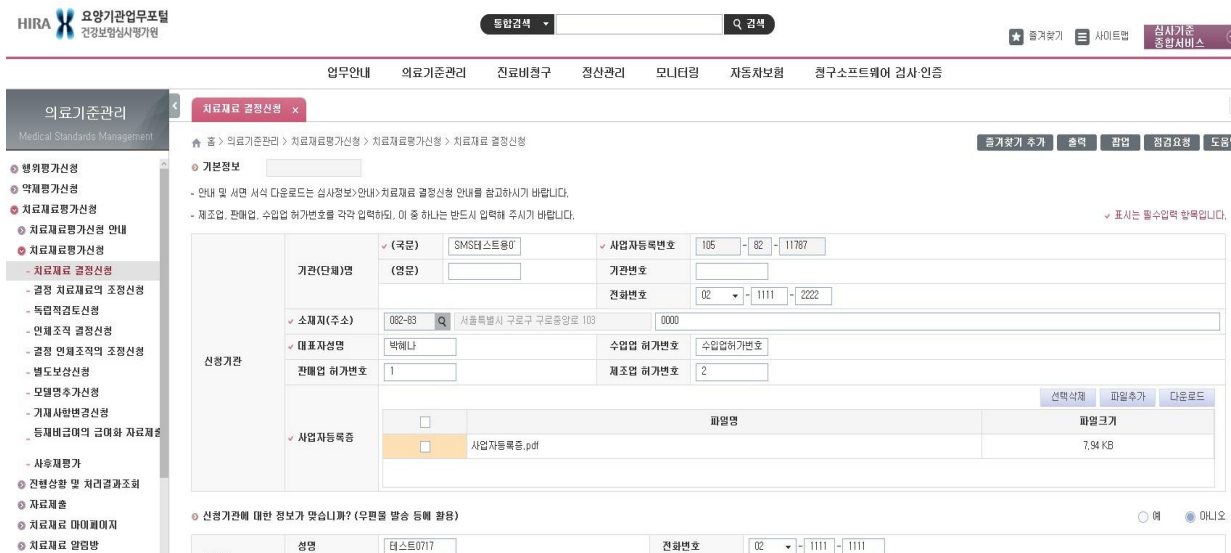 HIRA 요양기관업무포털
건강보험심사평가원
통합검색 검색
즐겨찾기 사이트맵 심사기준 종합서비스
업무안내 의료기준관리 진료비청구 정산관리 모니터링 자동차보험 청구소프트웨어 검사·인증
의료기준관리
Medical Standards Management
행위평가신청
약제평가신청
치료재료평가신청
치료재료평가신청 안내
치료재료평가신청
- 치료재료 결정신청
- 결정 치료재료의 조정신청
- 독립적검토신청
- 인체조직 결정신청
- 결정 인체조직의 조정신청
- 별도보상신청
- 모델명추가신청
- 기재사항변경신청
- 등재비급여의 급여화 자료제출
- 사후재평가
진행상황 및 처리결과조회
자료제출
치료재료 마이페이지
치료재료 알림방
치료재료 결정신청 x
홈 > 의료기준관리 > 치료재료평가신청 > 치료재료평가신청 > 치료재료 결정신청
즐겨찾기 추가 출력 팝업 점검요청 도움
기본정보
- 안내 및 서면 서식 다운로드는 심사정보>안내>치료재료 결정신청 안내를 참고하시기 바랍니다.
- 제조업, 판매업, 수입업 허가번호를 각각 입력하되, 이 중 하나는 반드시 입력해 주시기 바랍니다.
✓ 표시는 필수입력 항목입니다.
신청기관
기관(단체)명 ✓ (국문) SMS테스트용0 ✓ 사업자등록번호 105 - 82 - 11787
(영문) 기관번호
전화번호 02 - 1111 - 2222
✓ 소재지(주소) 082-83 서울특별시 구로구 구로중앙로 103 0000
✓ 대표자성명 박혜나 수입업 허가번호 수입업허가번호
판매업 허가번호 1 제조업 허가번호 2
✓ 사업자등록증
선택삭제 파일추가 다운로드
파일명 파일크기
사업자등록증.pdf 7.94 KB
신청기관에 대한 정보가 맞습니까? (우편물 발송 등에 활용) 예 아니오
성명 테스트0717 전화번호 02 - 1111 - 1111